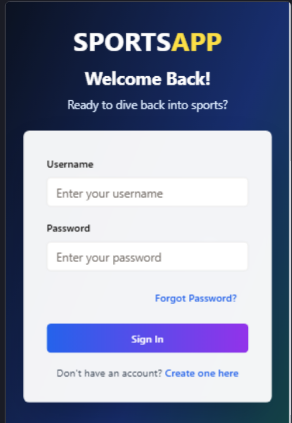 SPORTSAPP
Welcome Back!
Ready to dive back into sports?
Username
Enter your username
Password
Enter your password
Forgot Password?
Sign In
Don't have an account? Create one here